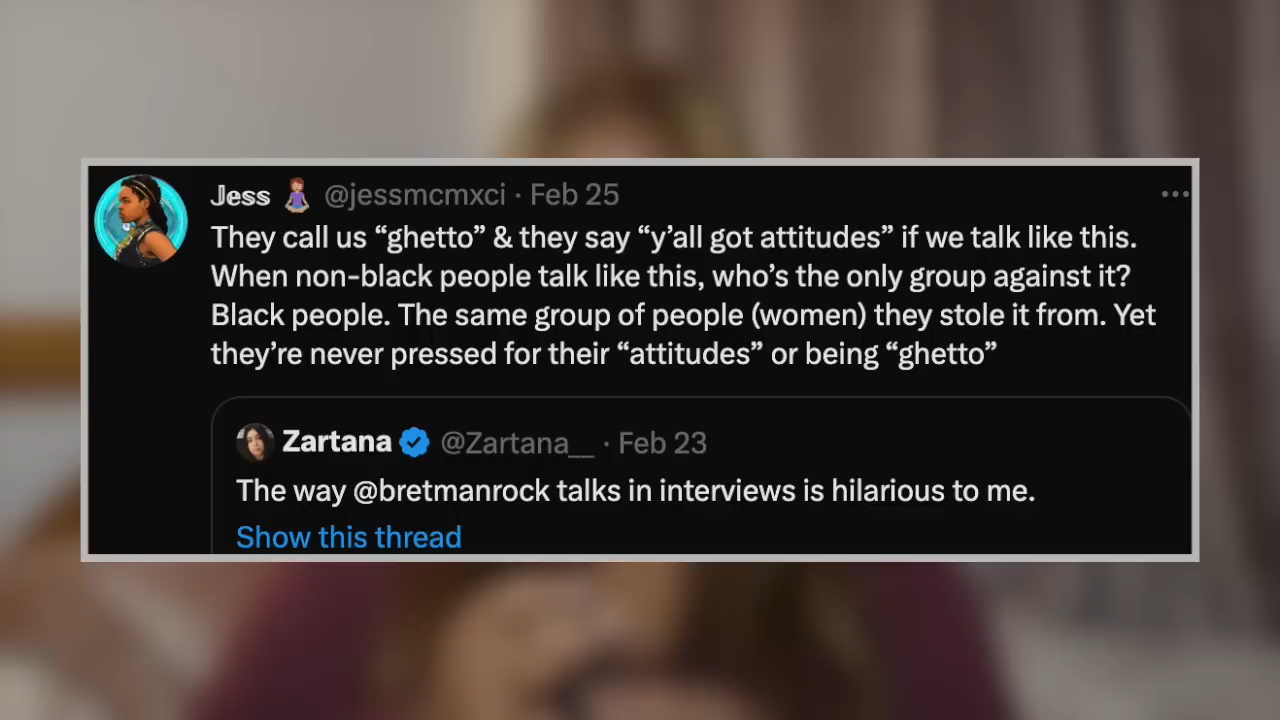 Jess 🧘🏽‍♀️ @jessmcmxci · Feb 25
They call us “ghetto” & they say “y’all got attitudes” if we talk like this.
When non-black people talk like this, who’s the only group against it?
Black people. The same group of people (women) they stole it from. Yet
they’re never pressed for their “attitudes” or being “ghetto”
Zartana @Zartana__ · Feb 23
The way @bretmanrock talks in interviews is hilarious to me.
Show this thread